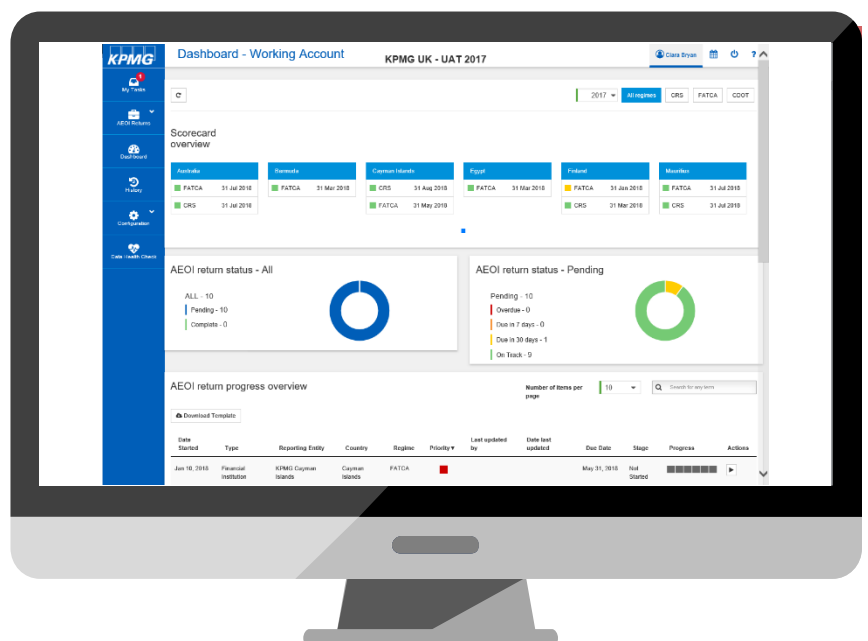 KPMG
Dashboard - Working Account
KPMG UK - UAT 2017
Ciara Bryan
?
1
My Tasks
AEOI Returns
Dashboard
History
Configuration
Data Health Check
2017
All regimes
CRS
FATCA
CDOT
Scorecard
overview
Australia
FATCA 31 Jul 2018
CRS 31 Jul 2018
Bermuda
FATCA 31 Mar 2018
Cayman Islands
CRS 31 Aug 2018
FATCA 31 May 2018
Egypt
FATCA 31 Mar 2018
Finland
FATCA 31 Jan 2018
CRS 31 Mar 2018
Mauritius
FATCA 31 Jul 2018
CRS 31 Jul 2018
AEOI return status - All
ALL - 10
Pending - 10
Complete - 0
AEOI return status - Pending
Pending - 10
Overdue - 0
Due in 7 days - 0
Due in 30 days - 1
On Track - 9
AEOI return progress overview
Number of items per
page
10
Search for any item
Download Template
Date
Started
Type
Reporting Entity
Country
Regime
Priority
Last updated
by
Date last
updated
Due Date
Stage
Progress
Actions
Jan 10, 2018
Financial
Institution
KPMG Cayman
Islands
Cayman
Islands
FATCA
May 31, 2018
Not
Started